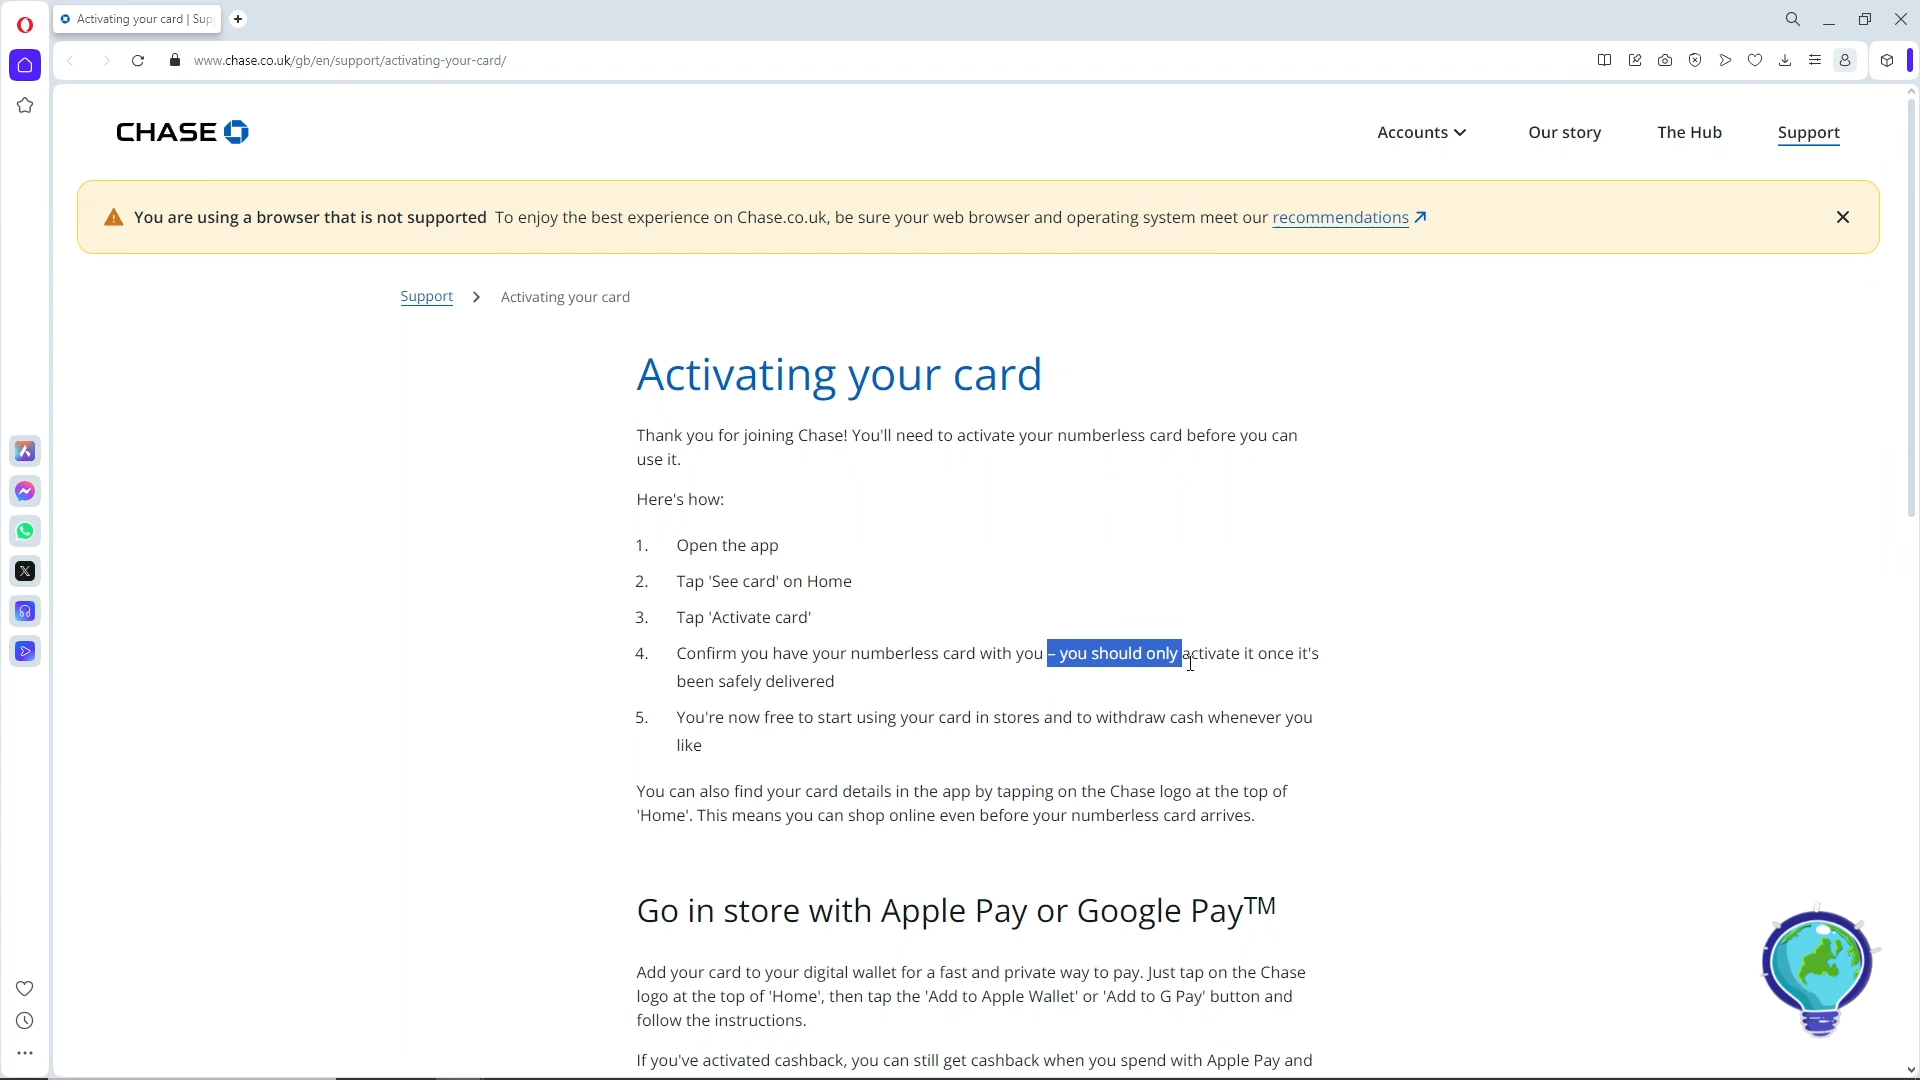 Activating your card | Sup
www.chase.co.uk/gb/en/support/activating-your-card/
CHASE
Accounts
Our story
The Hub
Support
You are using a browser that is not supported To enjoy the best experience on Chase.co.uk, be sure your web browser and operating system meet our recommendations
Support
Activating your card
Activating your card
Thank you for joining Chase! You'll need to activate your numberless card before you can
use it.
Here's how:
1. Open the app
2. Tap 'See card' on Home
3. Tap 'Activate card'
4. Confirm you have your numberless card with you – you should only activate it once it's
been safely delivered
5. You're now free to start using your card in stores and to withdraw cash whenever you
like
You can also find your card details in the app by tapping on the Chase logo at the top of
'Home'. This means you can shop online even before your numberless card arrives.
Go in store with Apple Pay or Google Pay™
Add your card to your digital wallet for a fast and private way to pay. Just tap on the Chase
logo at the top of 'Home', then tap the 'Add to Apple Wallet' or 'Add to G Pay' button and
follow the instructions.
If you've activated cashback, you can still get cashback when you spend with Apple Pay and